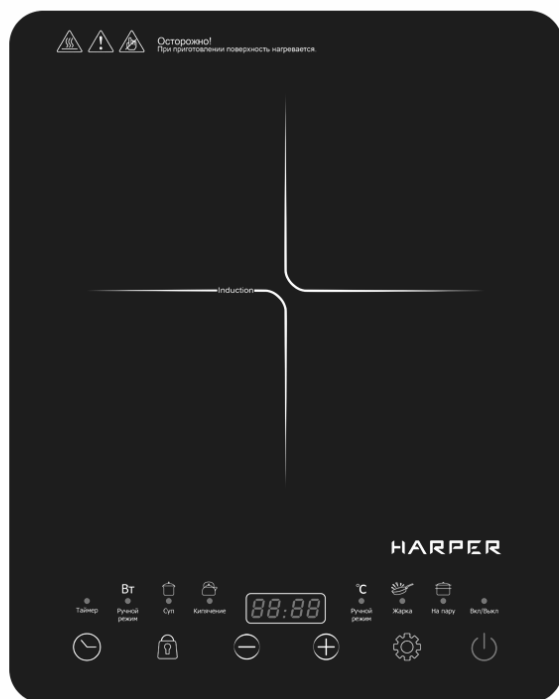 Осторожно!
При приготовлении поверхность нагревается.
Induction
HARPER
Вт
°C
Таймер
Ручной
режим
Суп
Кипячение
88:88
Ручной
режим
Жарка
На пару
Вкл/Выкл